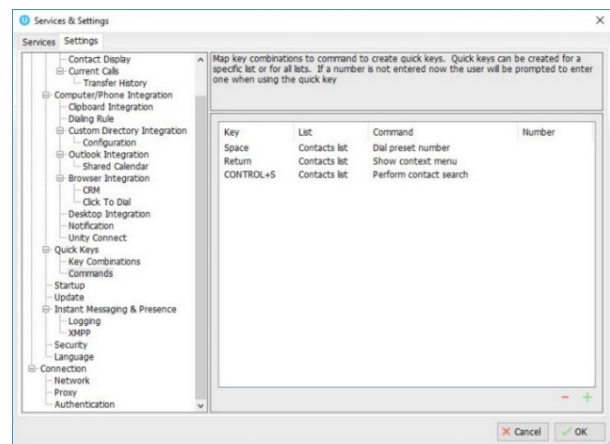 Services & Settings
Services Settings
Contact Display
Current Calls
Transfer History
Computer/Phone Integration
Clipboard Integration
Dialing Rule
Custom Directory Integration
Configuration
Outlook Integration
Shared Calendar
Browser Integration
CRM
Click To Dial
Desktop Integration
Notification
Unity Connect
Quick Keys
Key Combinations
Commands
Startup
Update
Instant Messaging & Presence
Logging
XMPP
Security
Language
Connection
Network
Proxy
Authentication
Map key combinations to command to create quick keys. Quick keys can be created for a
specific list or for all lists. If a number is not entered now the user will be prompted to enter
one when using the quick key
Key List Command Number
Space Contacts list Dial preset number
Return Contacts list Show context menu
CONTROL+S Contacts list Perform contact search
Cancel OK